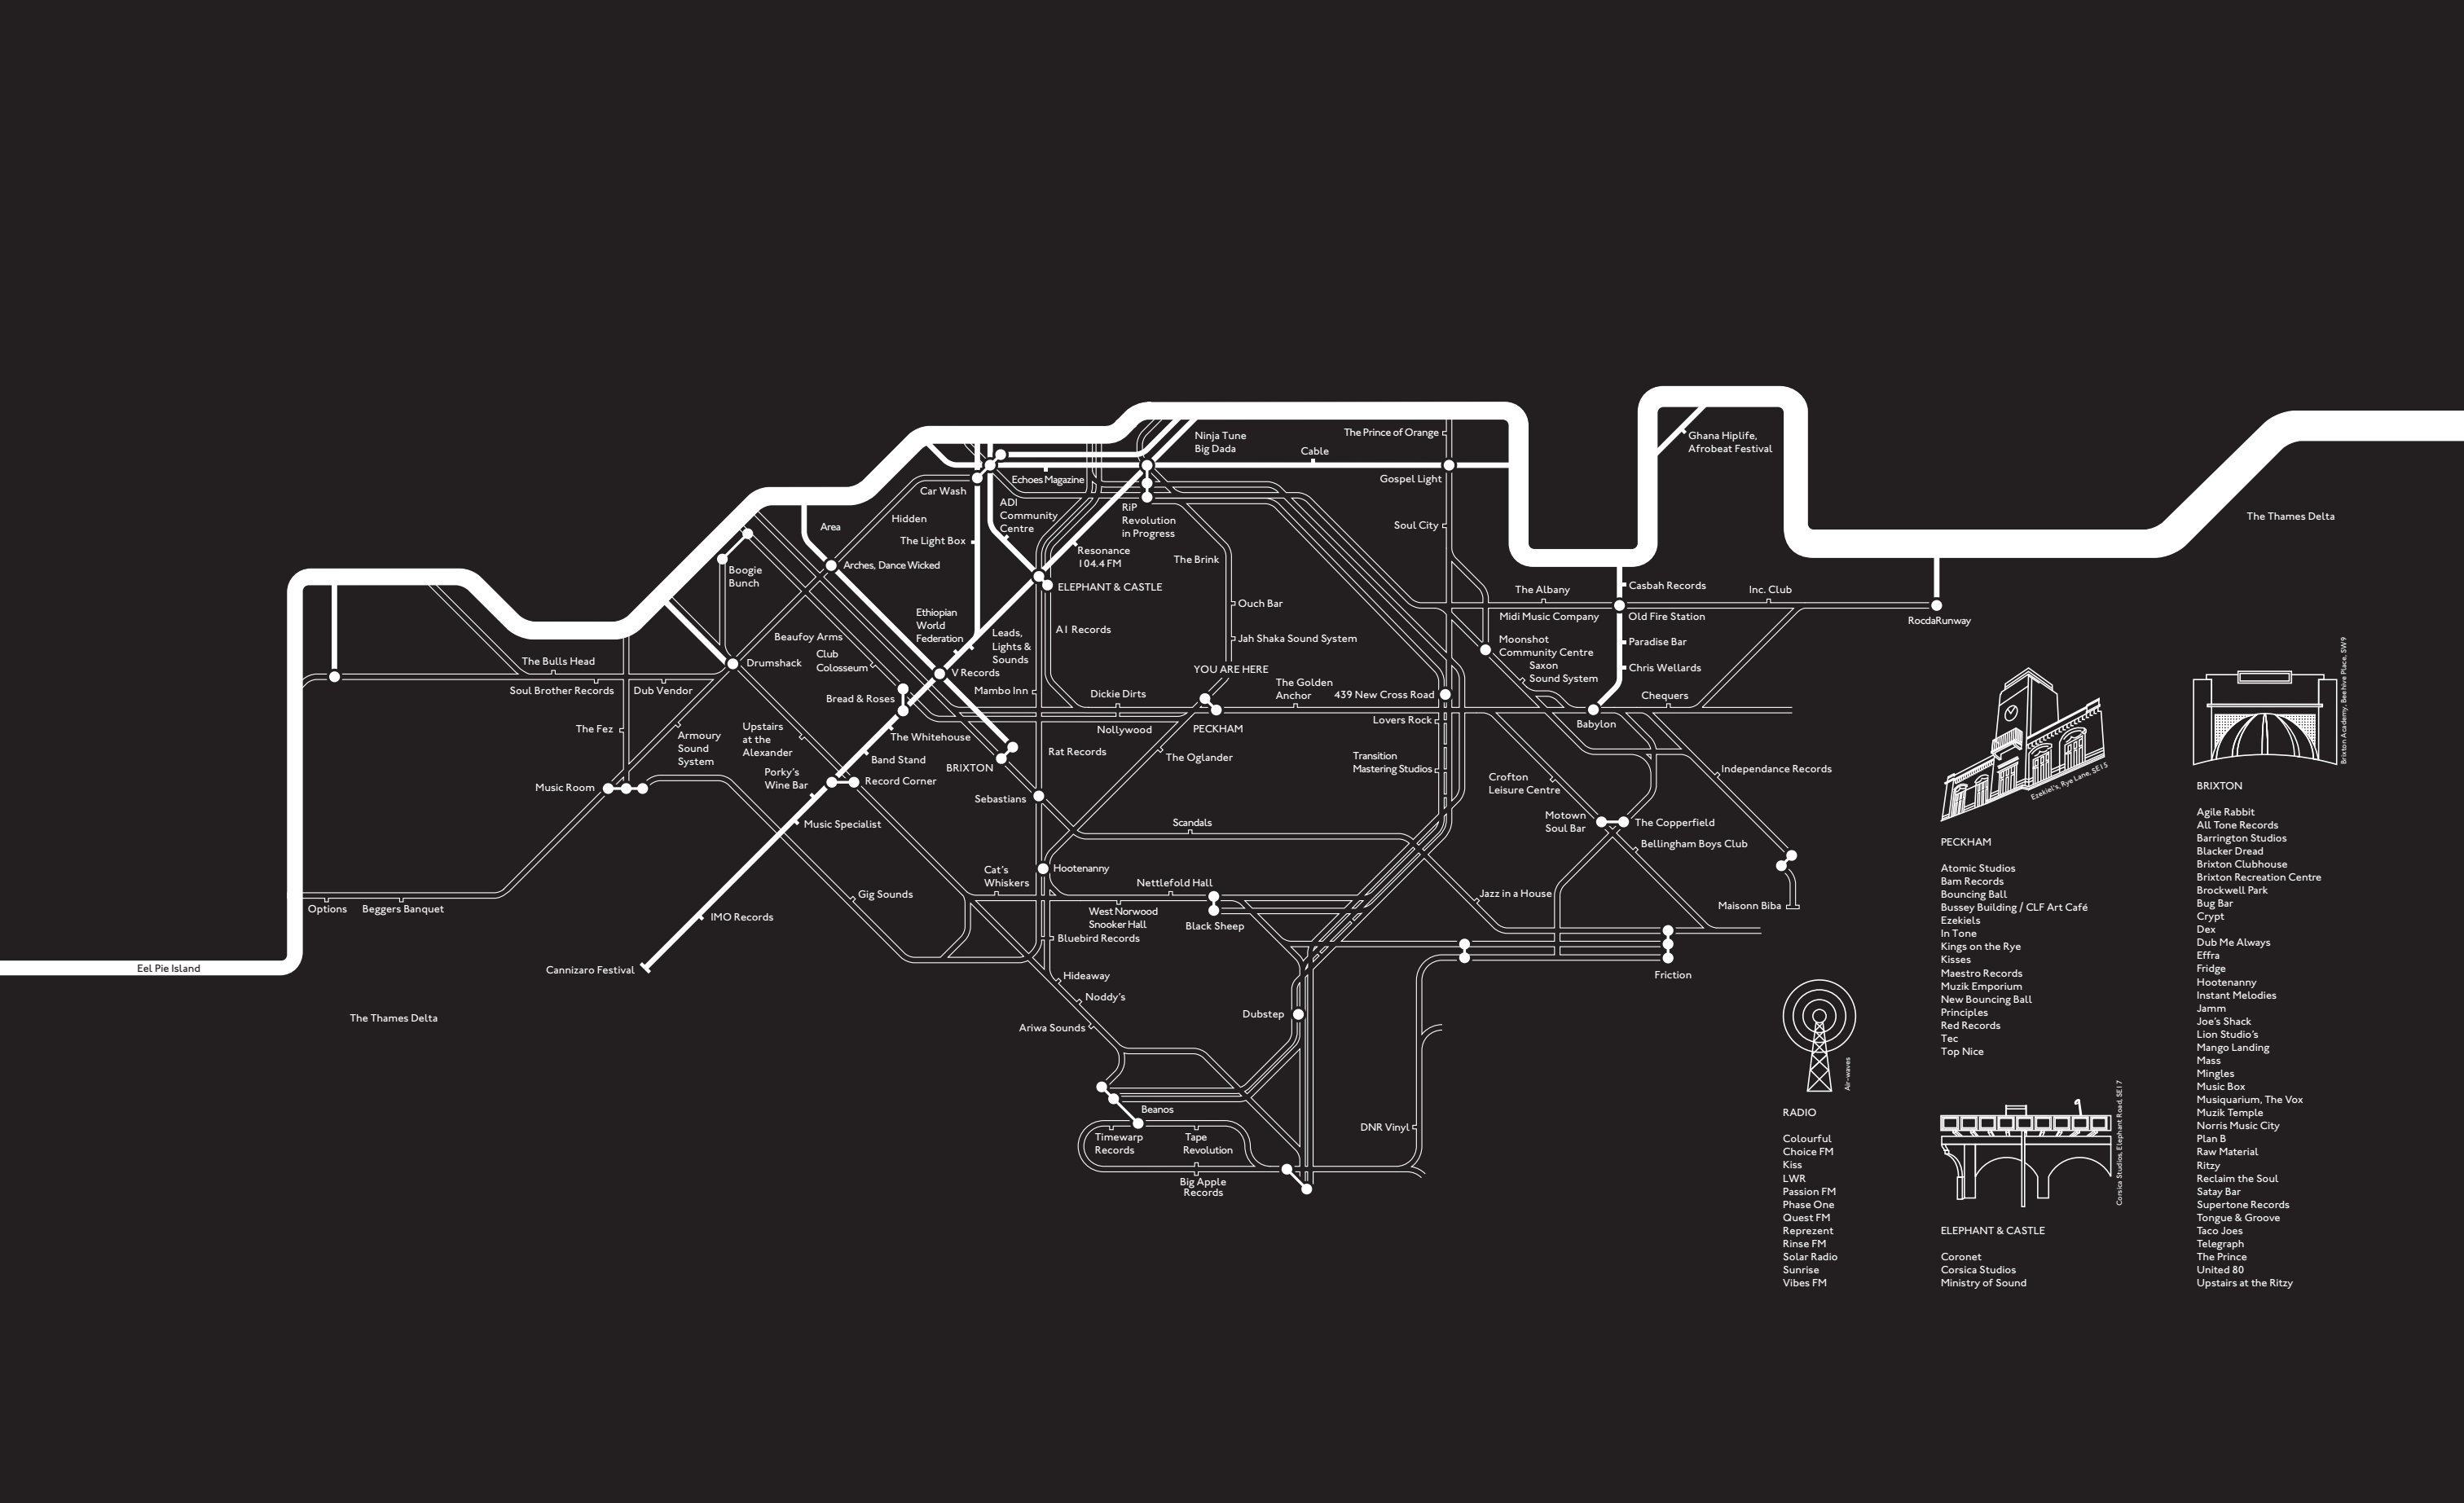 Ninja Tune
Big Dada
The Prince of Orange
Cable
Ghana Hiplife,
Afrobeat Festival
Echoes Magazine
Gospel Light
Car Wash
ADI
Community
Centre
RiP
Revolution
in Progress
Hidden
Area
The Light Box
Soul City
The Thames Delta
Resonance
104.4 FM
The Brink
Arches, Dance Wicked
Boogie
Bunch
ELEPHANT & CASTLE
The Albany
Casbah Records
Inc. Club
Ouch Bar
Midi Music Company
Old Fire Station
RocdaRunway
Ethiopian
World
Federation
Leads,
Lights &
Sounds
A1 Records
Jah Shaka Sound System
Beaufoy Arms
Club
Colosseum
Moonshot
Community Centre
Saxon
Sound System
Paradise Bar
Chris Wellards
The Bulls Head
Drumshack
V Records
YOU ARE HERE
Soul Brother Records
Dub Vendor
Bread & Roses
Mambo Inn
Dickie Dirts
The Golden
Anchor
439 New Cross Road
Chequers
Lovers Rock
Babylon
The Fez
Armoury
Sound
System
Upstairs
at the
Alexander
The Whitehouse
Nollywood
PECKHAM
Band Stand
BRIXTON
Rat Records
The Oglander
Transition
Mastering Studios
Independance Records
Porky's
Wine Bar
Record Corner
Crofton
Leisure Centre
Music Room
Sebastians
Music Specialist
Scandals
Motown
Soul Bar
The Copperfield
Bellingham Boys Club
Cat's
Whiskers
Hootenanny
Nettlefold Hall
Gig Sounds
Jazz in a House
Maisonn Biba
Options
Beggers Banquet
IMO Records
West Norwood
Snooker Hall
Black Sheep
Bluebird Records
Eel Pie Island
Cannizaro Festival
Hideaway
Friction
Noddy's
The Thames Delta
Ariwa Sounds
Dubstep
Beanos
DNR Vinyl
Timewarp
Records
Tape
Revolution
Big Apple
Records
Air-waves
RADIO
Colourful
Choice FM
Kiss
LWR
Passion FM
Phase One
Quest FM
Reprezent
Rinse FM
Solar Radio
Sunrise
Vibes FM
Ezekiel's, Rye Lane, SE15
PECKHAM
Atomic Studios
Bam Records
Bouncing Ball
Bussey Building / CLF Art Café
Ezekiels
In Tone
Kings on the Rye
Kisses
Maestro Records
Muzik Emporium
New Bouncing Ball
Principles
Red Records
Tec
Top Nice
Corsica Studios, Elephant Road, SE17
ELEPHANT & CASTLE
Coronet
Corsica Studios
Ministry of Sound
Brixton Academy, Beehive Place, SW9
BRIXTON
Agile Rabbit
All Tone Records
Barrington Studios
Blacker Dread
Brixton Clubhouse
Brixton Recreation Centre
Brockwell Park
Bug Bar
Crypt
Dex
Dub Me Always
Effra
Fridge
Hootenanny
Instant Melodies
Jamm
Joe's Shack
Lion Studio's
Mango Landing
Mass
Mingles
Music Box
Musiquarium, The Vox
Muzik Temple
Norris Music City
Plan B
Raw Material
Ritzy
Reclaim the Soul
Satay Bar
Supertone Records
Tongue & Groove
Taco Joes
Telegraph
The Prince
United 80
Upstairs at the Ritzy